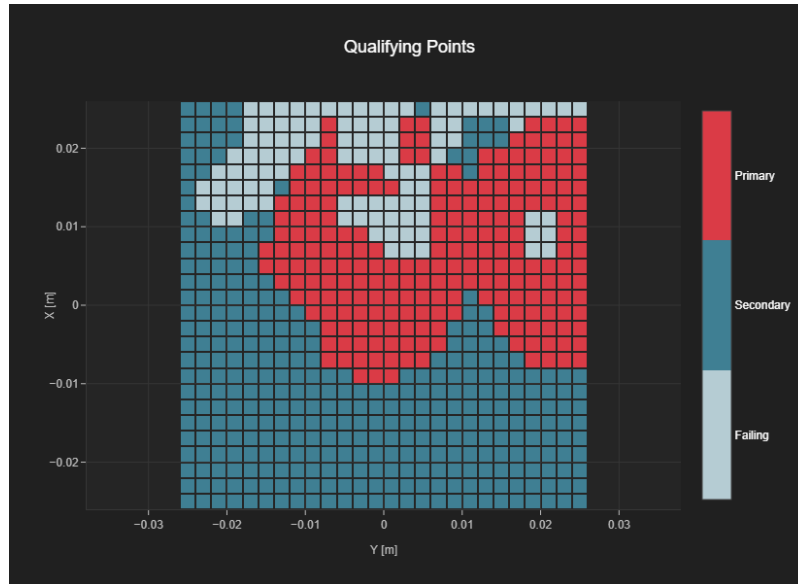 Qualifying Points
0.02
0.01
0
−0.01
−0.02
X [m]
−0.03
−0.02
−0.01
0
0.01
0.02
0.03
Y [m]
Primary
Secondary
Failing